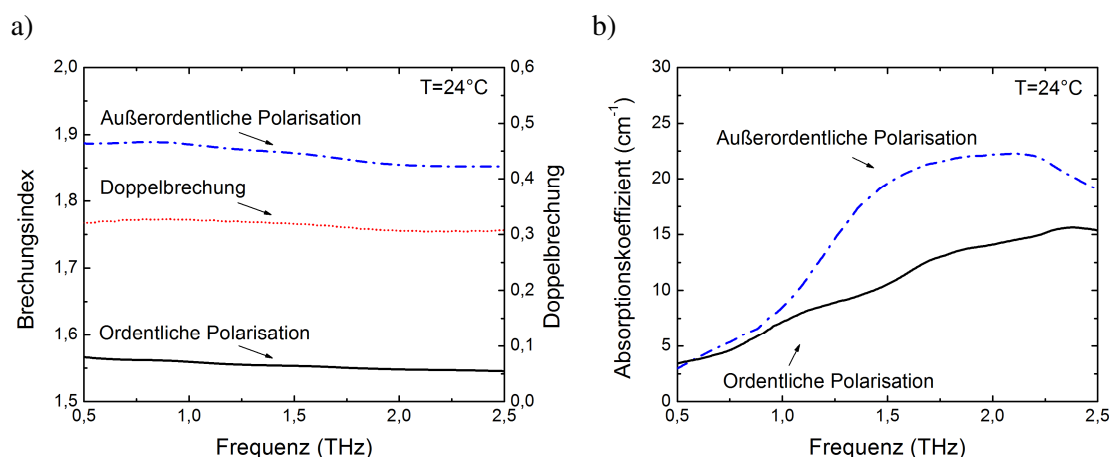 a)
2,0
1,9
1,8
1,7
1,6
1,5
Brechungsindex
T=24°C
Außerordentliche Polarisation
Doppelbrechung
Ordentliche Polarisation
0,6
0,5
0,4
0,3
0,2
0,1
0,0
Doppelbrechung
0,5 1,0 1,5 2,0 2,5
Frequenz (THz)
b)
30
25
20
15
10
5
0
Absorptionskoeffizient (cm⁻¹)
T=24°C
Außerordentliche Polarisation
Ordentliche Polarisation
0,5 1,0 1,5 2,0 2,5
Frequenz (THz)